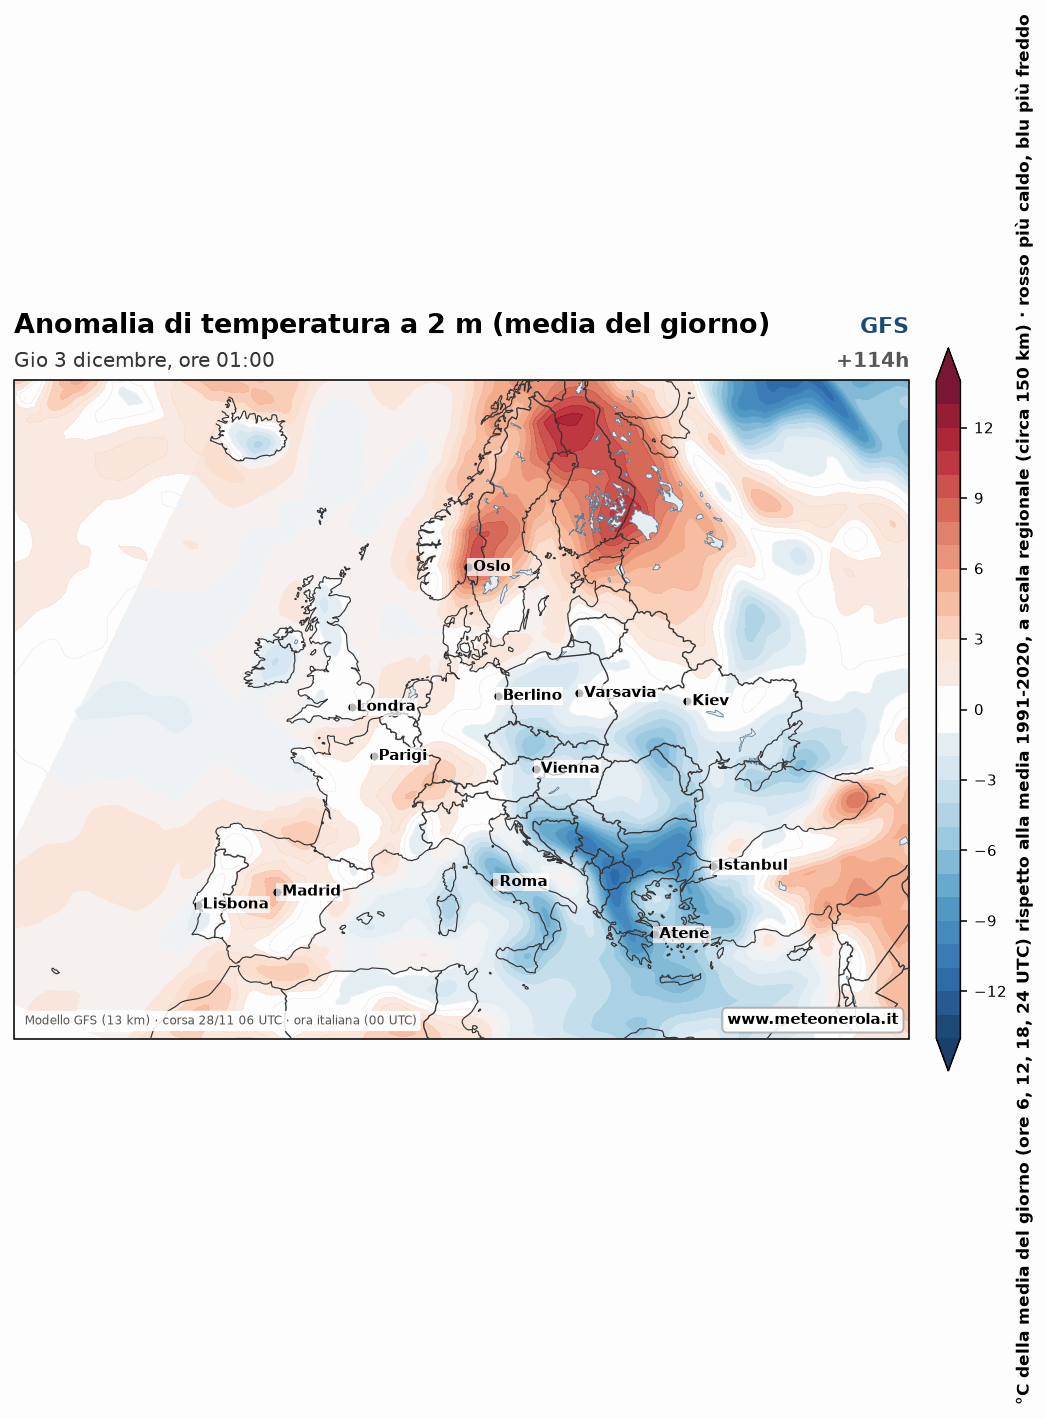 Anomalia di temperatura a 2 m (media del giorno)
GFS
Gio 3 dicembre, ore 01:00
+114h
Oslo
Londra
Berlino
Varsavia
Kiev
Parigi
Vienna
Istanbul
Roma
Madrid
Lisbona
Atene
Modello GFS (13 km) · corsa 28/11 06 UTC · ora italiana (00 UTC)
www.meteonerola.it
12
9
6
3
0
−3
−6
−9
−12
°C della media del giorno (ore 6, 12, 18, 24 UTC) rispetto alla media 1991-2020, a scala regionale (circa 150 km) · rosso più caldo, blu più freddo